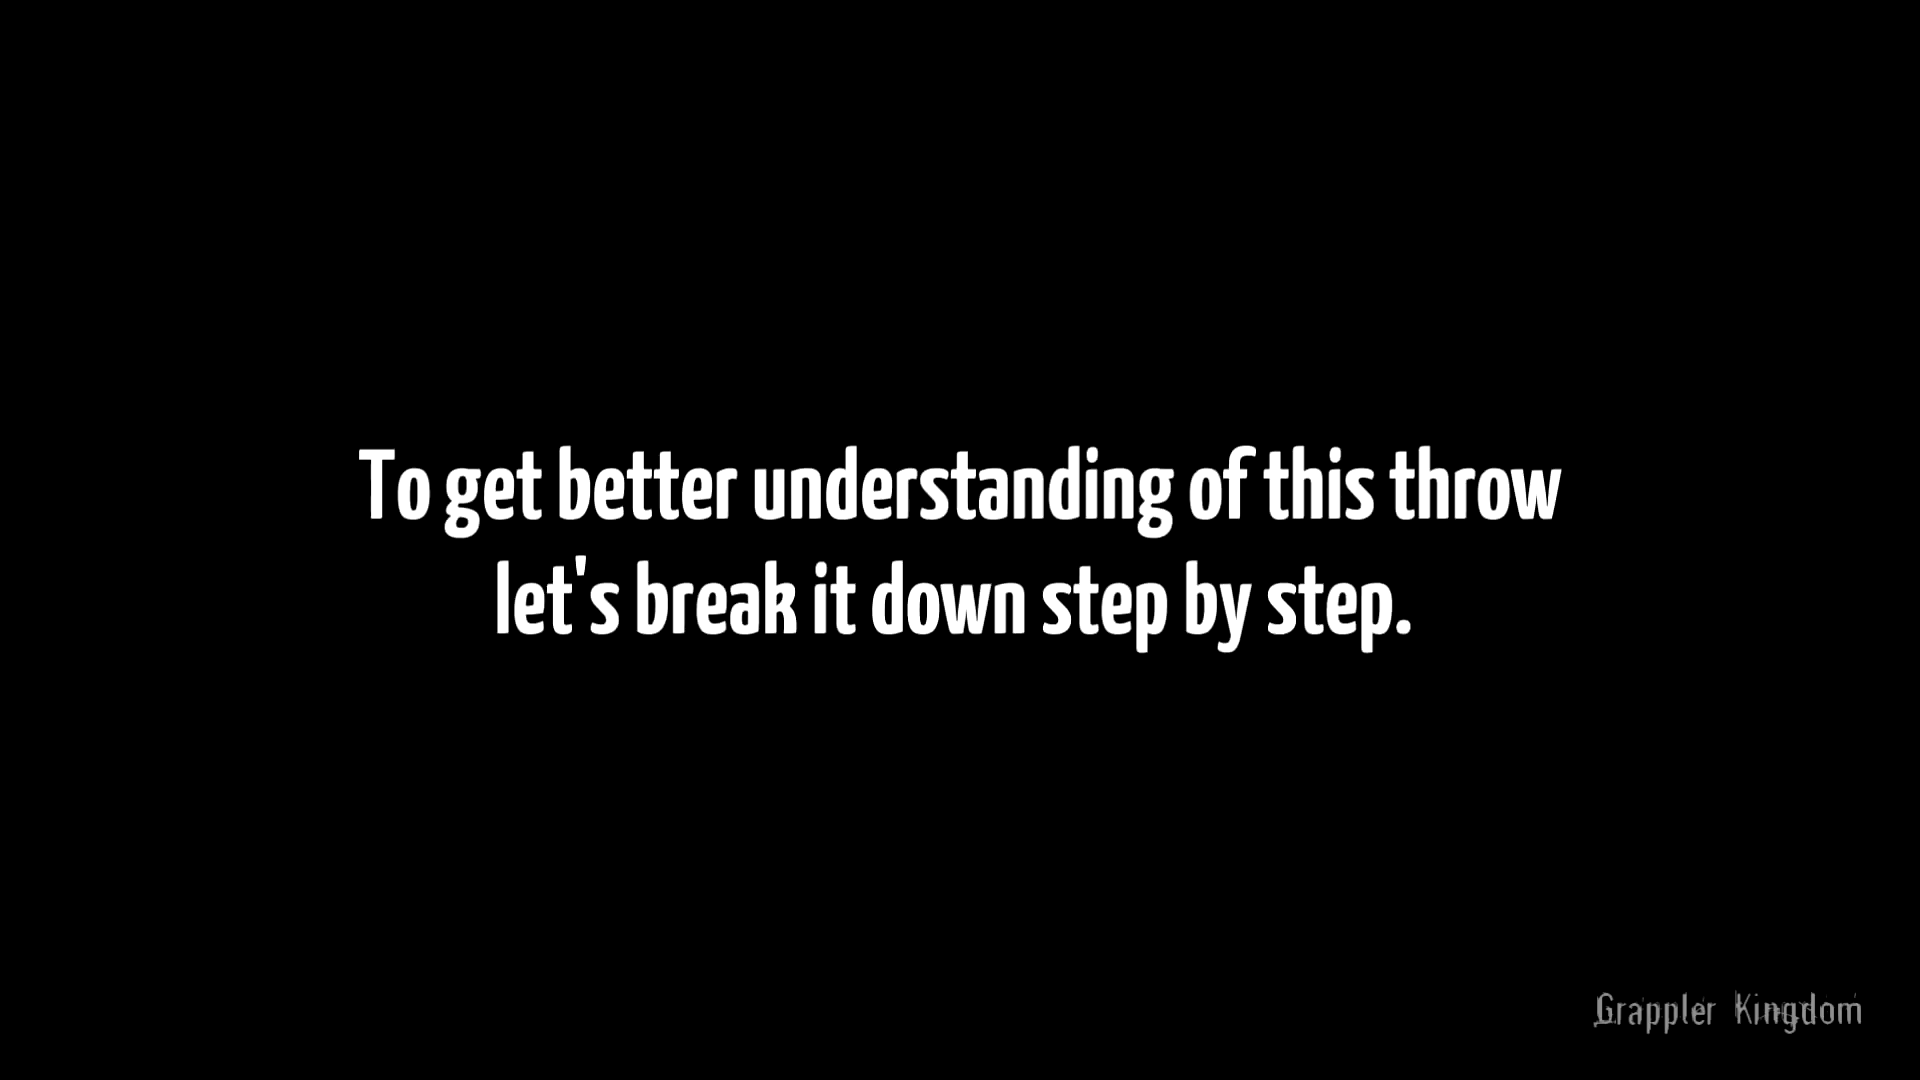 To get better understanding of this throw
let's break it down step by step.
Grappler Kingdom